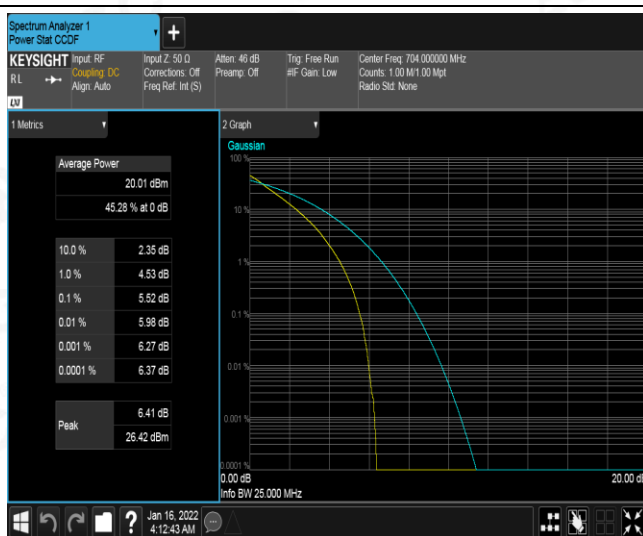 Spectrum Analyzer 1
Power Stat CCDF
+
KEYSIGHT Input: RF Input Z: 50 Ω Atten: 46 dB Trig: Free Run Center Freq: 704.000000 MHz
RL Coupling: DC Corrections: Off Preamp: Off #IF Gain: Low Counts: 1.00 M/1.00 Mpt
Align: Auto Freq Ref: Int (S) Radio Std: None
LXI
1 Metrics
2 Graph
Average Power
20.01 dBm
45.28 % at 0 dB
10.0 % 2.35 dB
1.0 % 4.53 dB
0.1 % 5.52 dB
0.01 % 5.98 dB
0.001 % 6.27 dB
0.0001 % 6.37 dB
Peak 6.41 dB
26.42 dBm
Gaussian
100 %
10 %
1 %
0.1 %
0.01 %
0.001 %
0.0001 %
0.00 dB 20.00 dB
Info BW 25.000 MHz
? Jan 16, 2022
4:12:43 AM